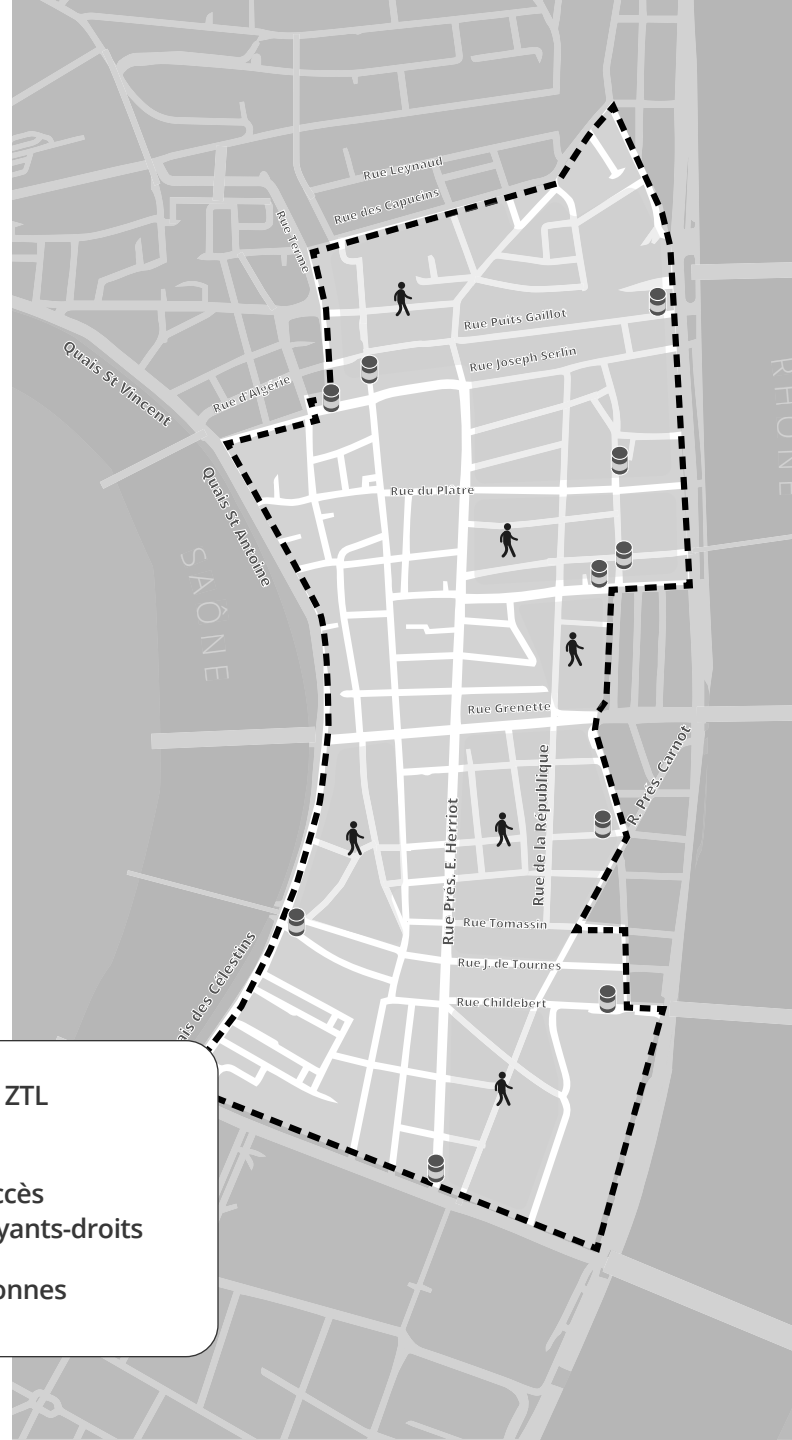 Rue Leynaud
Rue des Capucins
Rue Terme
Rue Puits Gaillot
Rue Joseph Serlin
Quais St Vincent
Rue d'Algérie
RHÔNE
Quais St Antoine
Rue du Platre
SAÔNE
Rue Grenette
R. Prés. Carnot
Rue de la République
Rue Prés. E. Herriot
Rue Tomassin
Rue J. de Tournes
Rue Childebert
ais des Célestins
ZTL
ccès
yants-droits
onnes